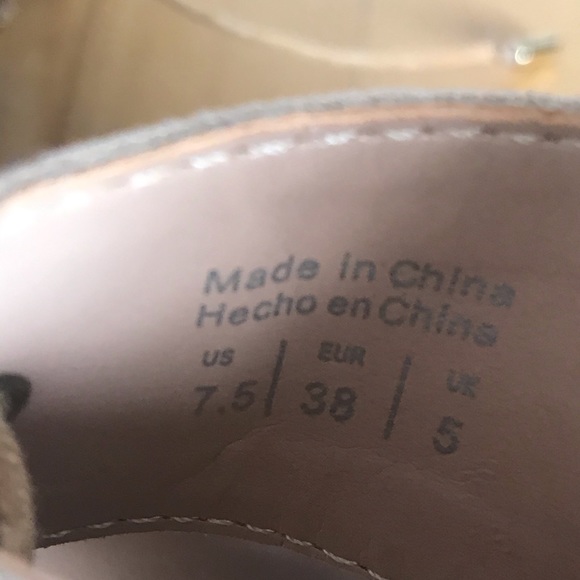 Made in China
Hecho en China
US | EUR | UK
7.5 | 38 | 5